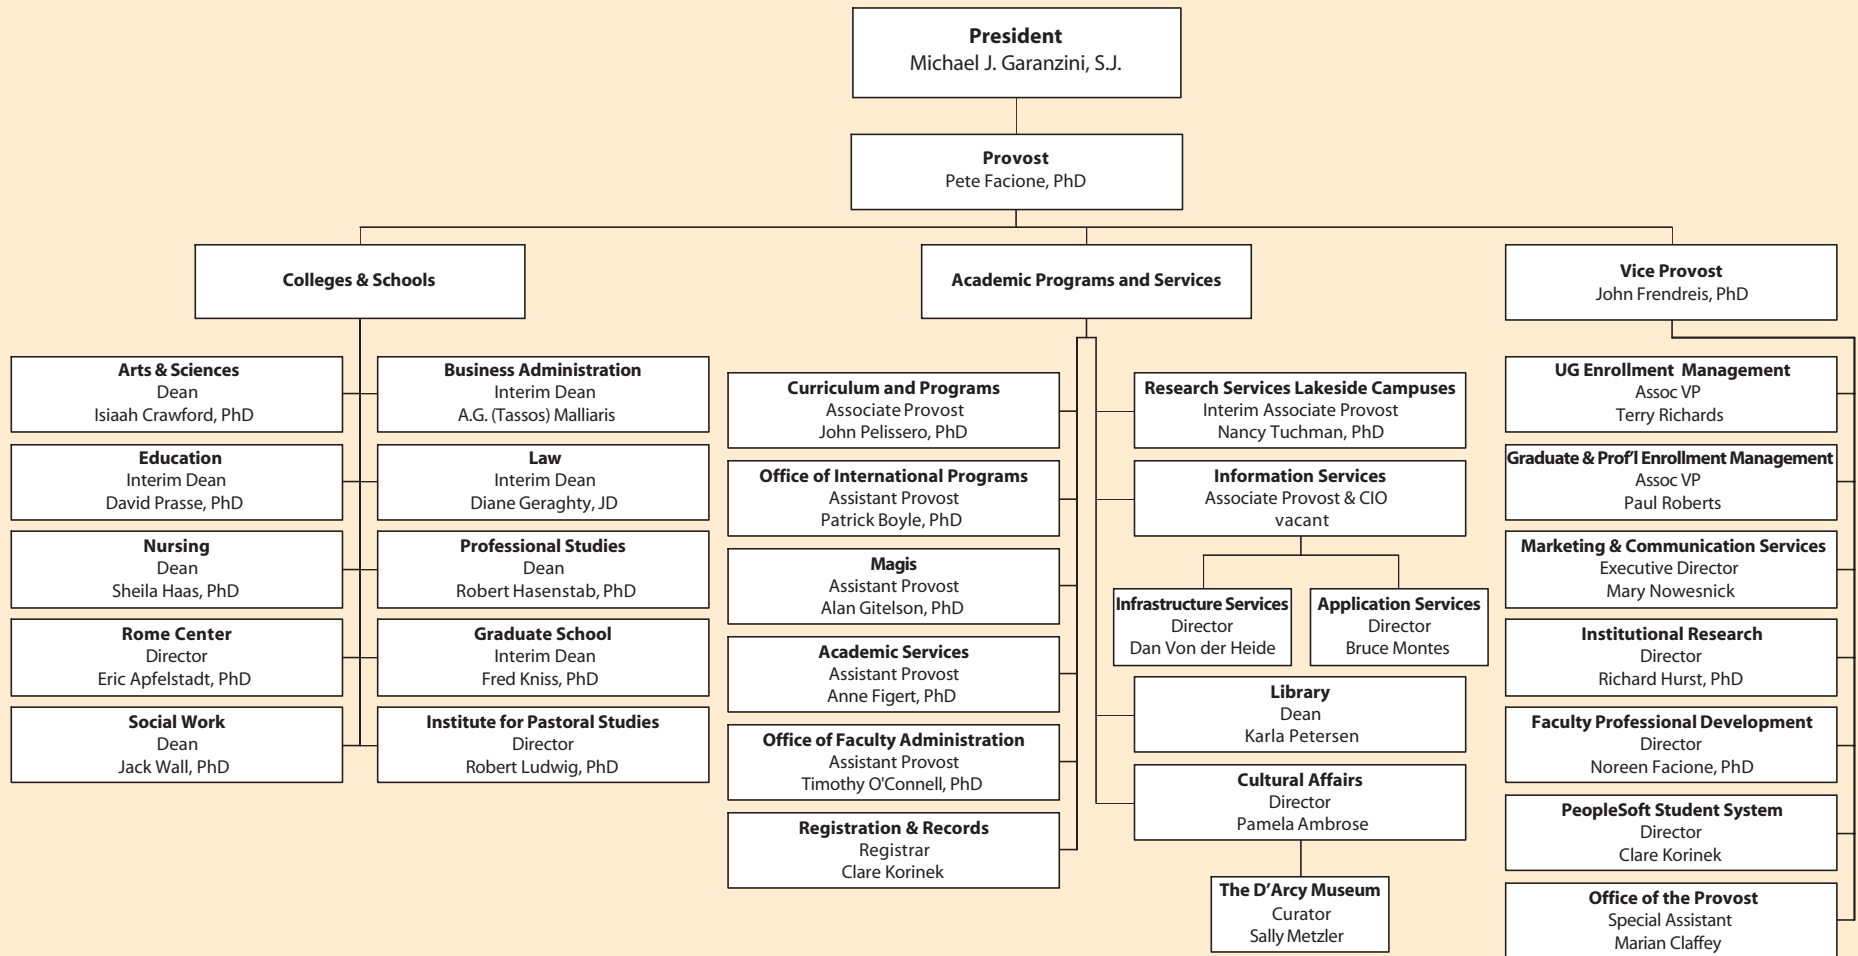 President
Michael J. Garanzini, S.J.
Provost
Pete Facione, PhD
Colleges & Schools
Academic Programs and Services
Vice Provost
John Frendreis, PhD
Arts & Sciences
Dean
Isiaah Crawford, PhD
Business Administration
Interim Dean
A.G. (Tassos) Malliaris
Education
Interim Dean
David Prasse, PhD
Law
Interim Dean
Diane Geraghty, JD
Nursing
Dean
Sheila Haas, PhD
Professional Studies
Dean
Robert Hasenstab, PhD
Rome Center
Director
Eric Apfelstadt, PhD
Graduate School
Interim Dean
Fred Kniss, PhD
Social Work
Dean
Jack Wall, PhD
Institute for Pastoral Studies
Director
Robert Ludwig, PhD
Curriculum and Programs
Associate Provost
John Pelissero, PhD
Office of International Programs
Assistant Provost
Patrick Boyle, PhD
Magis
Assistant Provost
Alan Gitelson, PhD
Academic Services
Assistant Provost
Anne Figert, PhD
Office of Faculty Administration
Assistant Provost
Timothy O'Connell, PhD
Registration & Records
Registrar
Clare Korinek
Research Services Lakeside Campuses
Interim Associate Provost
Nancy Tuchman, PhD
Information Services
Associate Provost & CIO
vacant
Infrastructure Services
Director
Dan Von der Heide
Application Services
Director
Bruce Montes
Library
Dean
Karla Petersen
Cultural Affairs
Director
Pamela Ambrose
The D’Arcy Museum
Curator
Sally Metzler
UG Enrollment Management
Assoc VP
Terry Richards
Graduate & Prof’l Enrollment Management
Assoc VP
Paul Roberts
Marketing & Communication Services
Executive Director
Mary Nowesnick
Institutional Research
Director
Richard Hurst, PhD
Faculty Professional Development
Director
Noreen Facione, PhD
PeopleSoft Student System
Director
Clare Korinek
Office of the Provost
Special Assistant
Marian Claffey